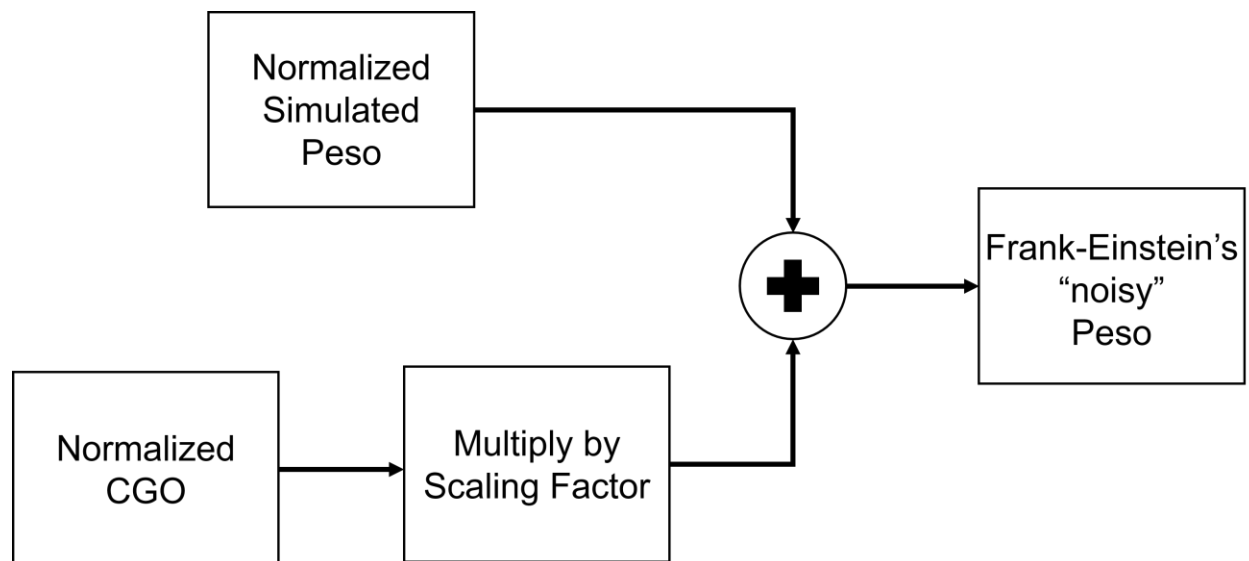 Normalized
Simulated
Peso
Frank-Einstein’s
“noisy”
Peso
Normalized
CGO
Multiply by
Scaling Factor